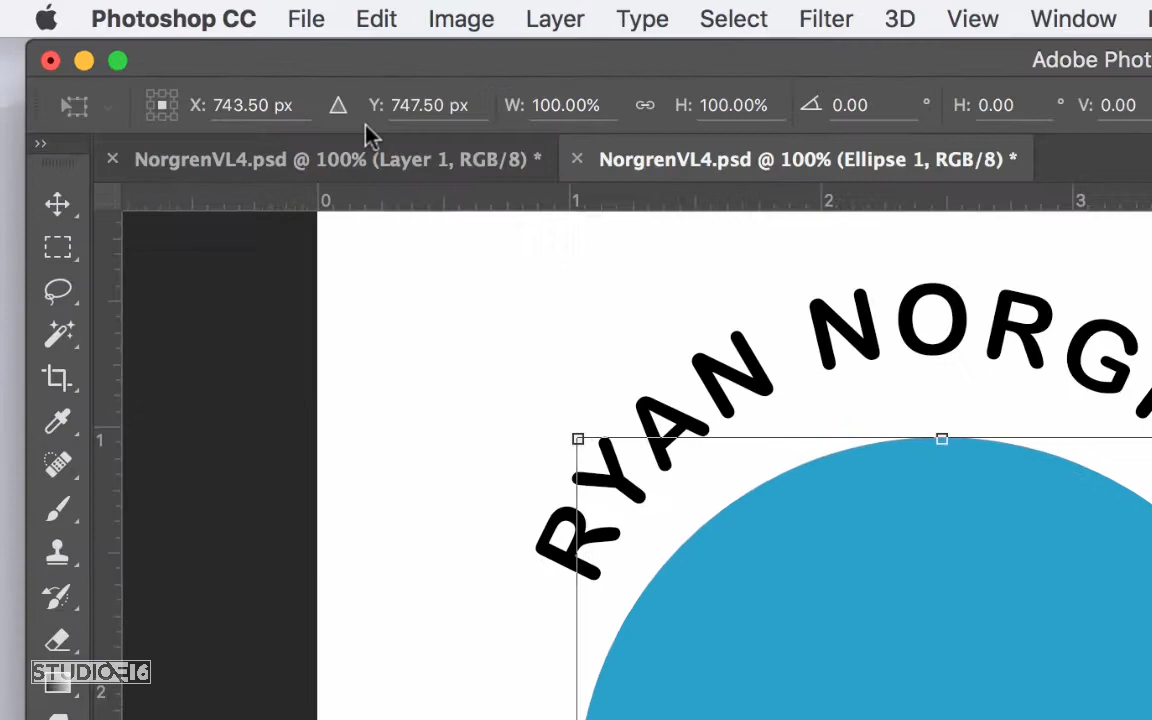 Photoshop CC File Edit Image Layer Type Select Filter 3D View Window
Adobe Phot
X: 743.50 px Y: 747.50 px W: 100.00% H: 100.00% 0.00 ° H: 0.00 ° V: 0.00
NorgrenVL4.psd @ 100% (Layer 1, RGB/8) * NorgrenVL4.psd @ 100% (Ellipse 1, RGB/8) *
0 1 2 3
RYAN NORG
1
STUDIO E16
2